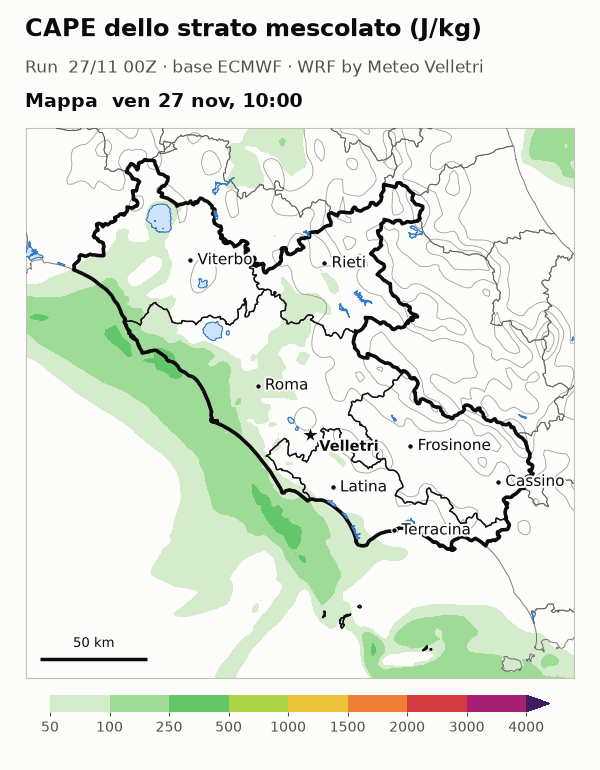 CAPE dello strato mescolato (J/kg)
Run 27/11 00Z · base ECMWF · WRF by Meteo Velletri
Mappa ven 27 nov, 10:00
Viterbo
Rieti
Roma
Velletri
Frosinone
Cassino
Latina
Terracina
50 km
50 100 250 500 1000 1500 2000 3000 4000